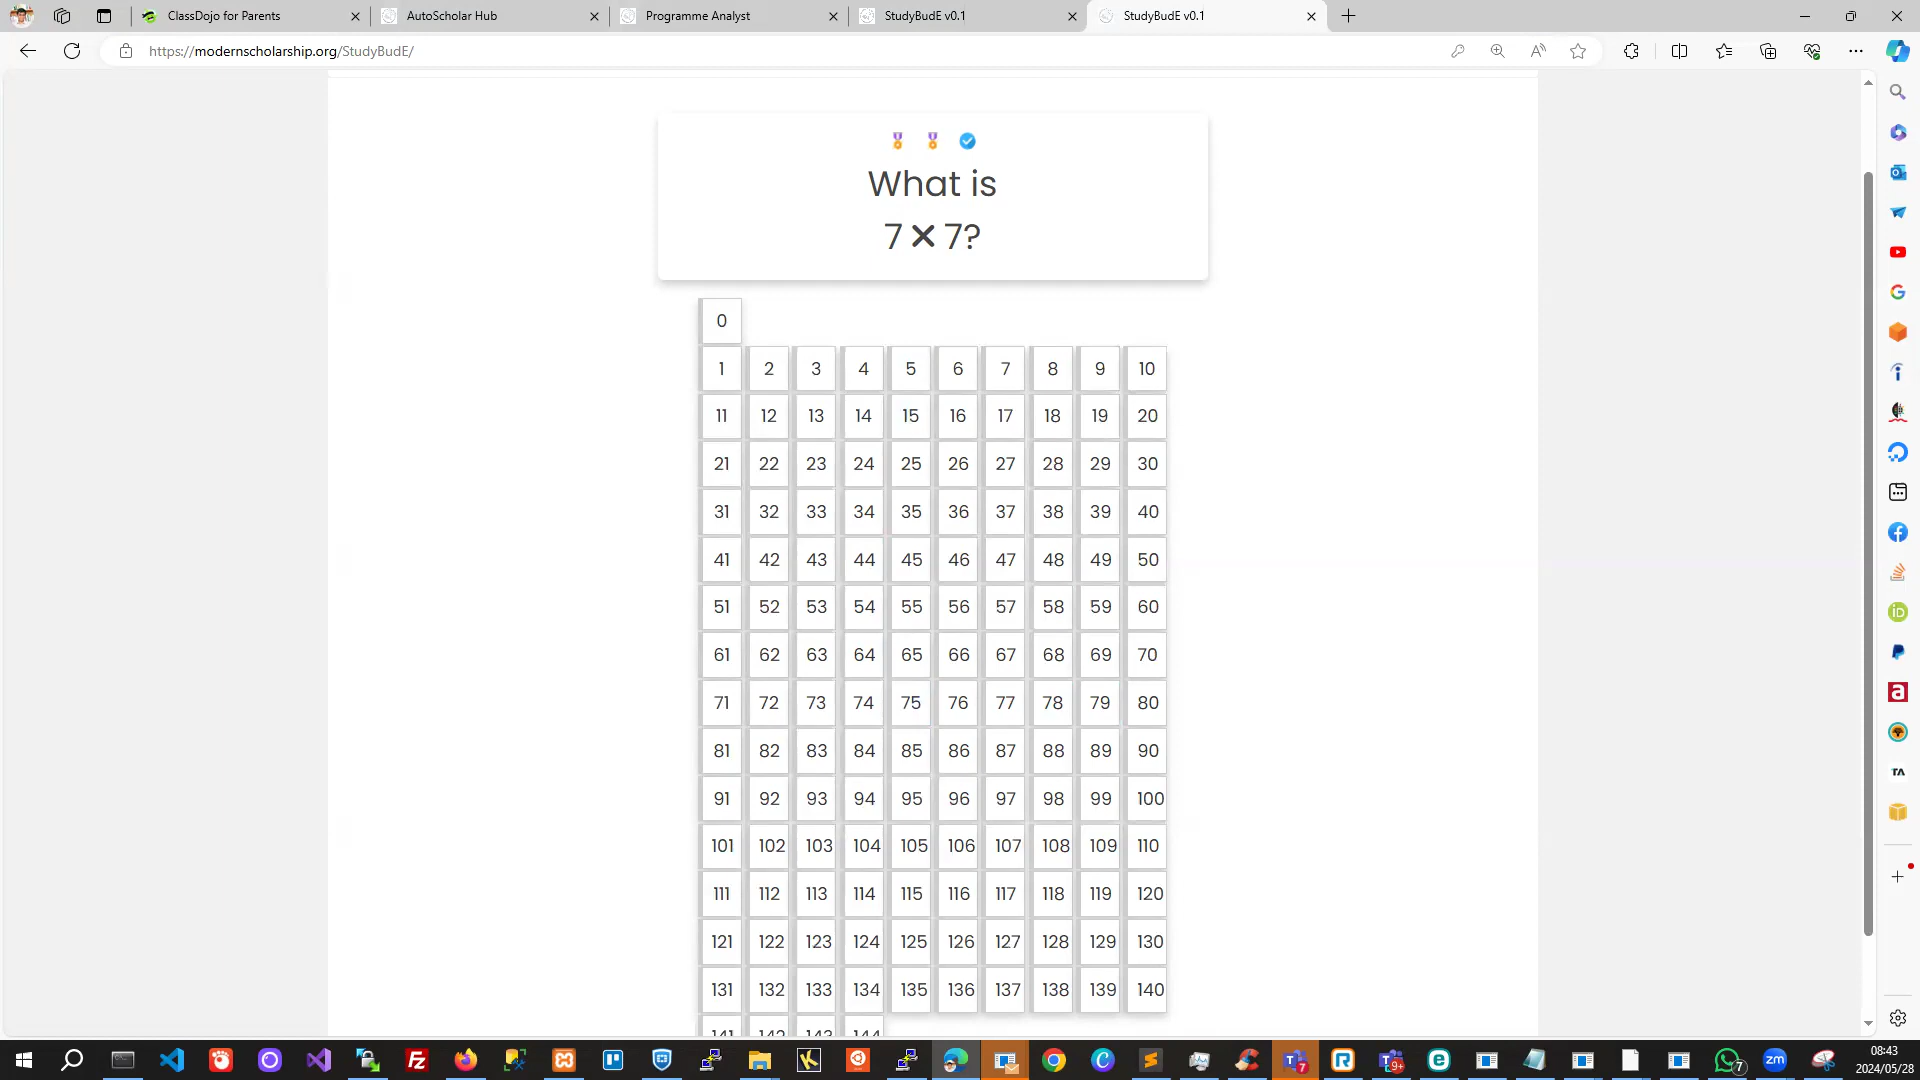 ClassDojo for Parents
AutoScholar Hub
Programme Analyst
StudyBudE v0.1
StudyBudE v0.1
https://modernscholarship.org/StudyBudE/
What is
7 × 7?
0
1 2 3 4 5 6 7 8 9 10
11 12 13 14 15 16 17 18 19 20
21 22 23 24 25 26 27 28 29 30
31 32 33 34 35 36 37 38 39 40
41 42 43 44 45 46 47 48 49 50
51 52 53 54 55 56 57 58 59 60
61 62 63 64 65 66 67 68 69 70
71 72 73 74 75 76 77 78 79 80
81 82 83 84 85 86 87 88 89 90
91 92 93 94 95 96 97 98 99 100
101 102 103 104 105 106 107 108 109 110
111 112 113 114 115 116 117 118 119 120
121 122 123 124 125 126 127 128 129 130
131 132 133 134 135 136 137 138 139 140
141 142 143 144
08:43
2024/05/28